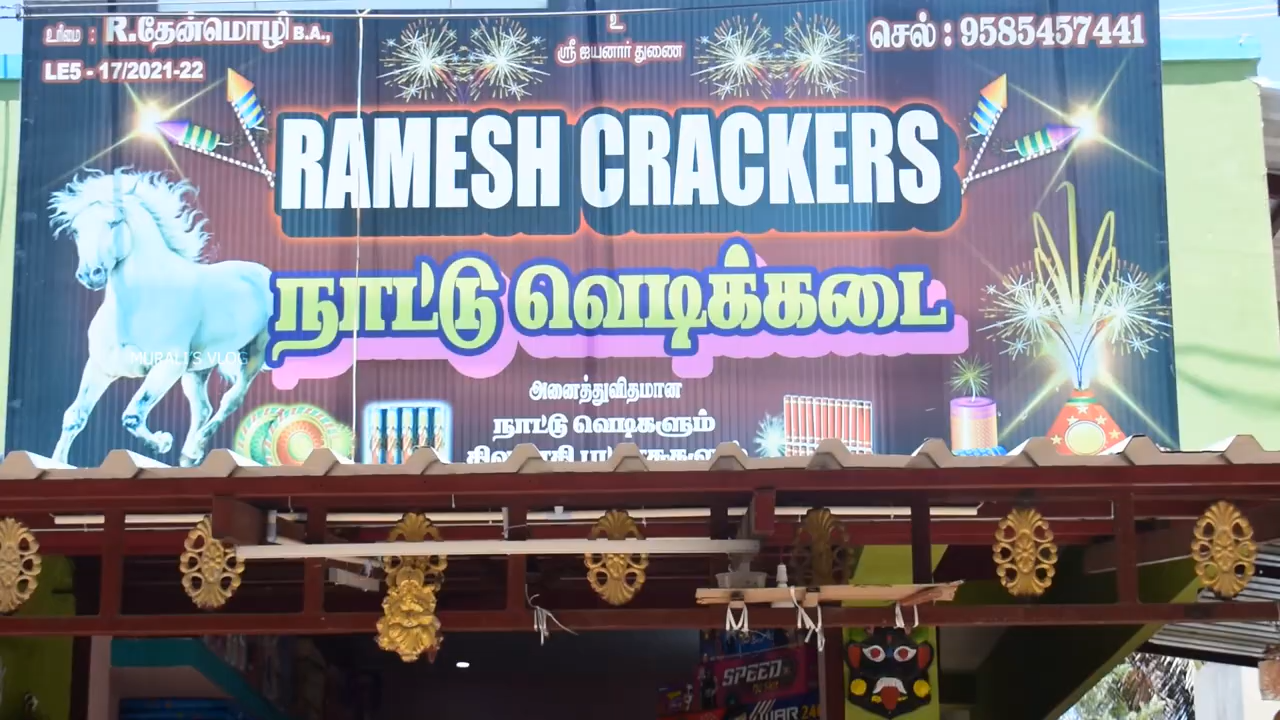 உரிமை : R.தேன்மொழி B.A.,
LE5 - 17/2021-22
உ
ஸ்ரீ ஐயனார் துணை
செல் : 9585457441
RAMESH CRACKERS
நாட்டு வெடிக்கடை
MURALI'S VLOG
அனைத்துவிதமான
நாட்டு வெடிகளும்
SPEED